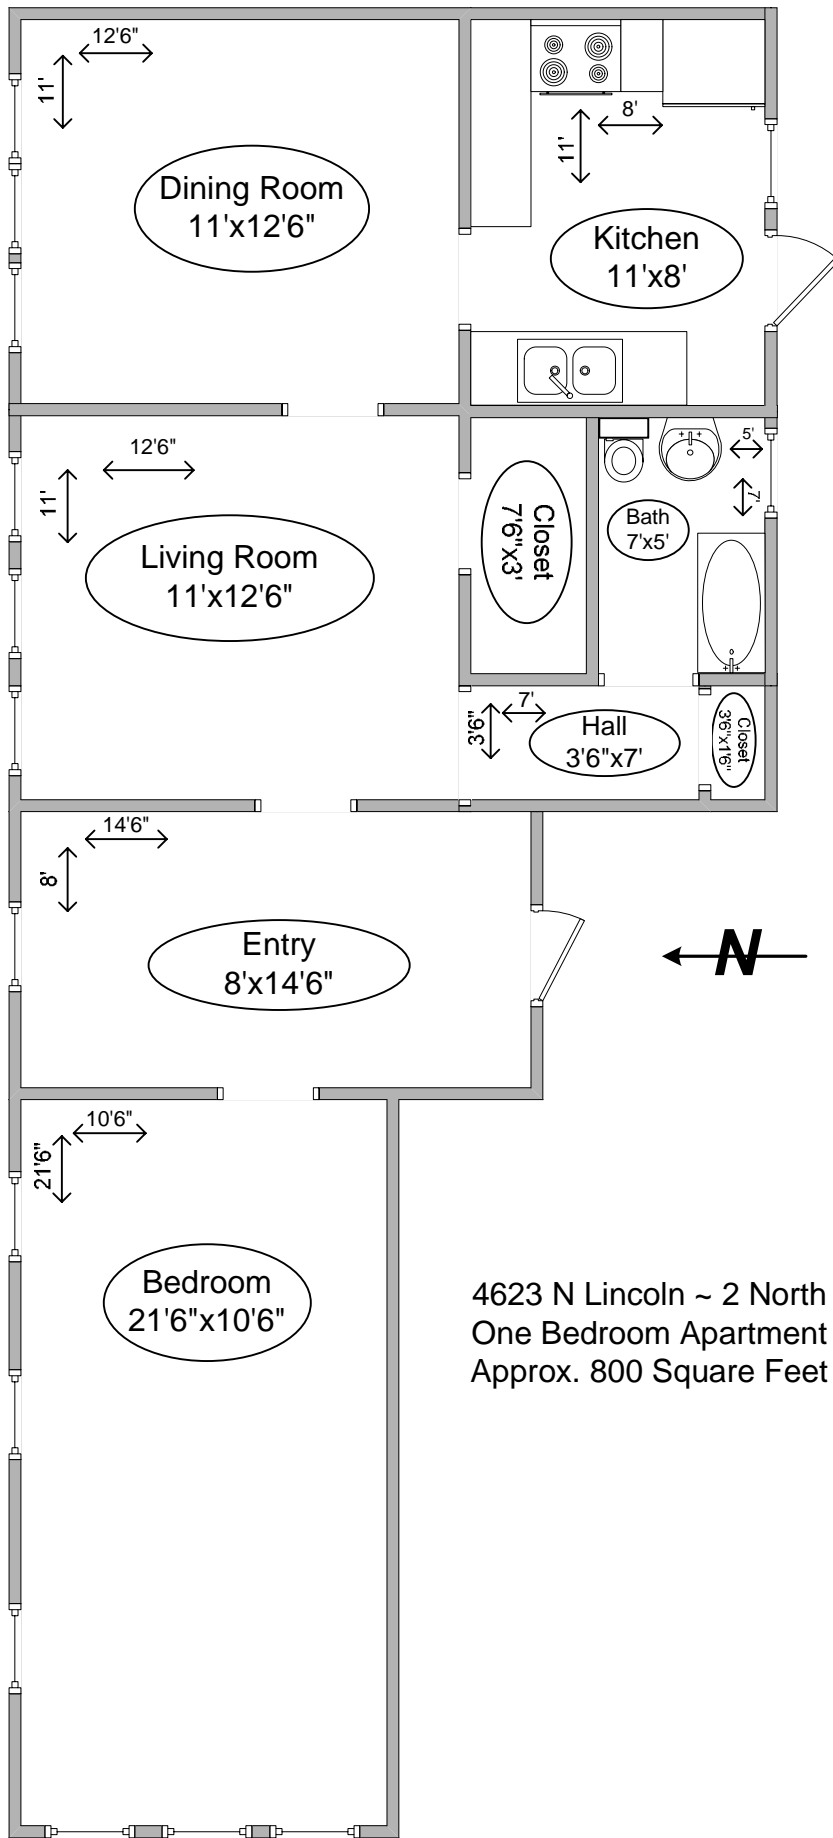 12'6"
11'
Dining Room
11'x12'6"
8'
11'
Kitchen
11'x8'
12'6"
11'
Living Room
11'x12'6"
Closet
7'6"x3'
5'
7'
Bath
7'x5'
7'
3'6"
Hall
3'6"x7'
Closet
3'6"x1'6"
14'6"
8'
Entry
8'x14'6"
N
10'6"
21'6"
Bedroom
21'6"x10'6"
4623 N Lincoln ~ 2 North
One Bedroom Apartment
Approx. 800 Square Feet